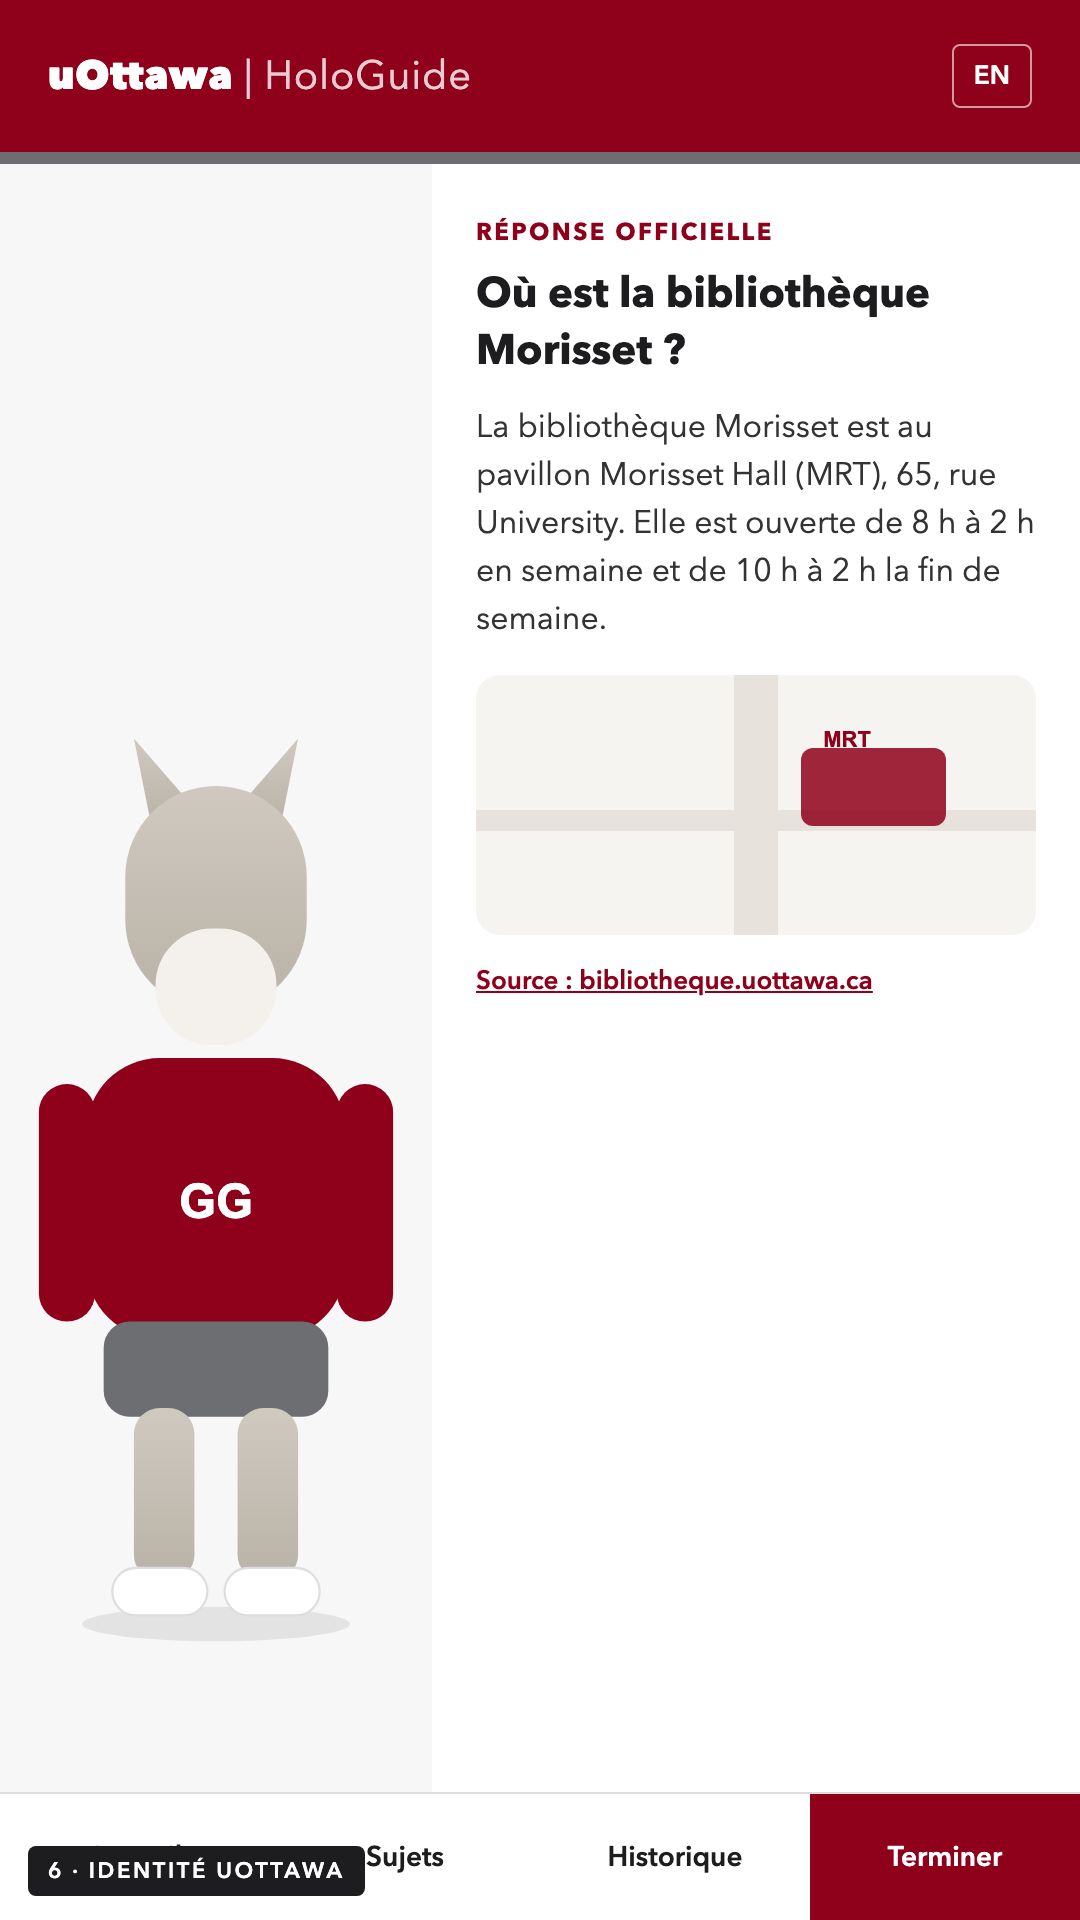 uOttawa | HoloGuide
EN
RÉPONSE OFFICIELLE
Où est la bibliothèque
Morisset ?
La bibliothèque Morisset est au
pavillon Morisset Hall (MRT), 65, rue
University. Elle est ouverte de 8 h à 2 h
en semaine et de 10 h à 2 h la fin de
semaine.
MRT
Source : bibliotheque.uottawa.ca
GG
6 · IDENTITÉ UOTTAWA
Sujets
Historique
Terminer